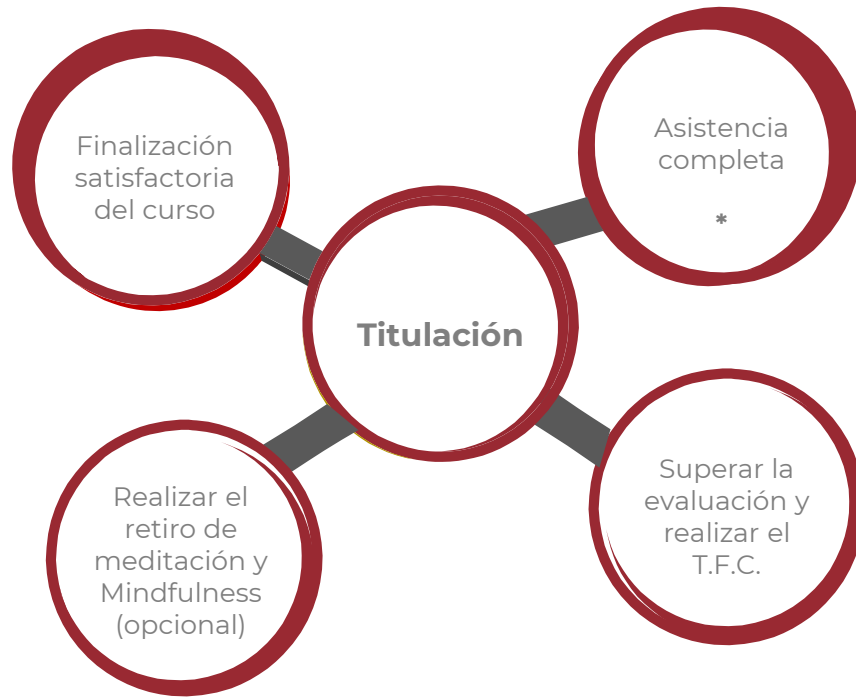 Finalización
satisfactoria
del curso
Asistencia
completa
*
Titulación
Realizar el
retiro de
meditación y
Mindfulness
(opcional)
Superar la
evaluación y
realizar el
T.F.C.